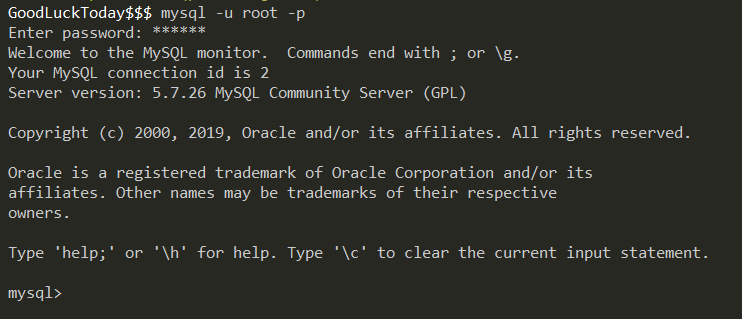 GoodLuckToday$$$ mysql -u root -p
Enter password: ******
Welcome to the MySQL monitor.  Commands end with ; or \g.
Your MySQL connection id is 2
Server version: 5.7.26 MySQL Community Server (GPL)
Copyright (c) 2000, 2019, Oracle and/or its affiliates. All rights reserved.
Oracle is a registered trademark of Oracle Corporation and/or its
affiliates. Other names may be trademarks of their respective
owners.
Type 'help;' or '\h' for help. Type '\c' to clear the current input statement.
mysql>